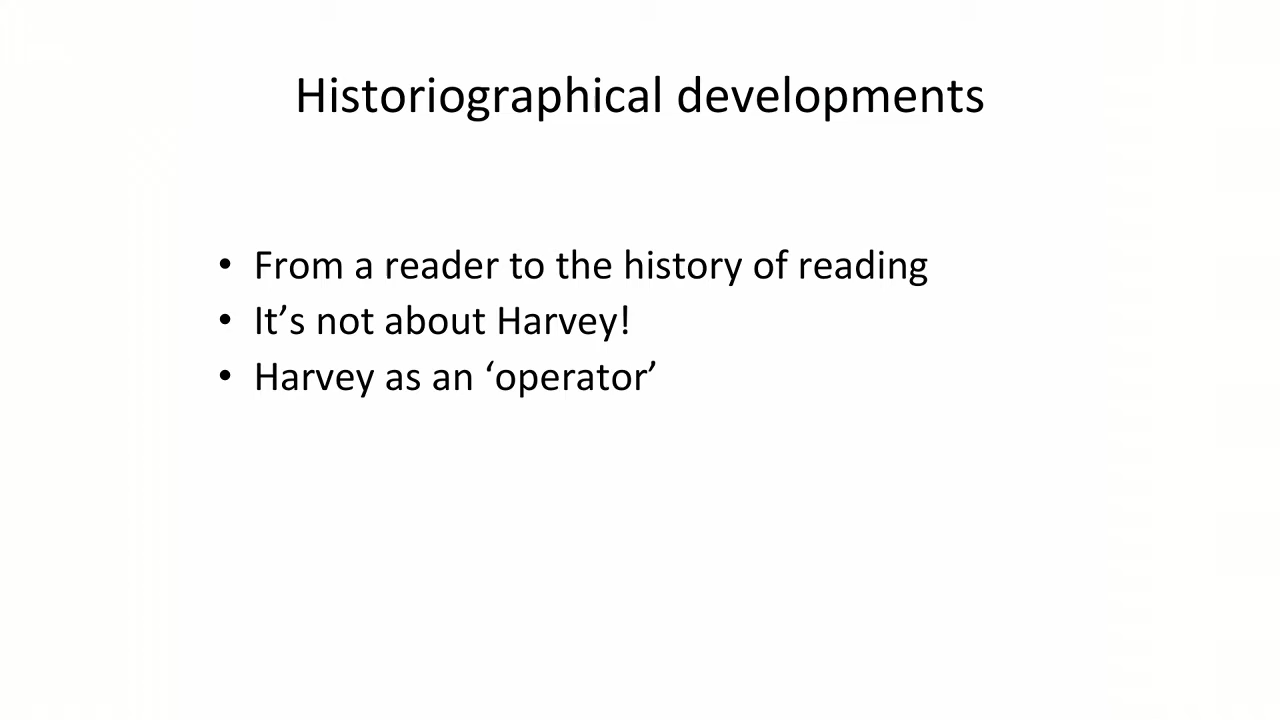 Historiographical developments
• From a reader to the history of reading
• It’s not about Harvey!
• Harvey as an ‘operator’